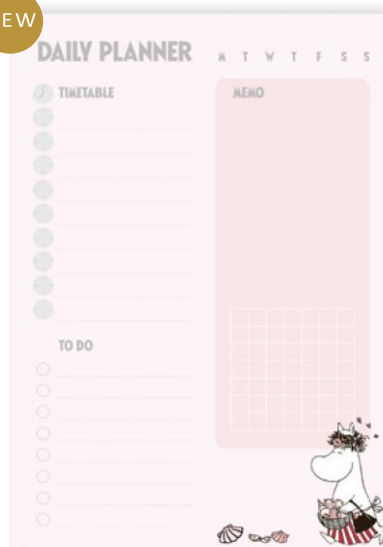 EW
DAILY PLANNER
M T W T F S S
TIMETABLE
MEMO
TO DO